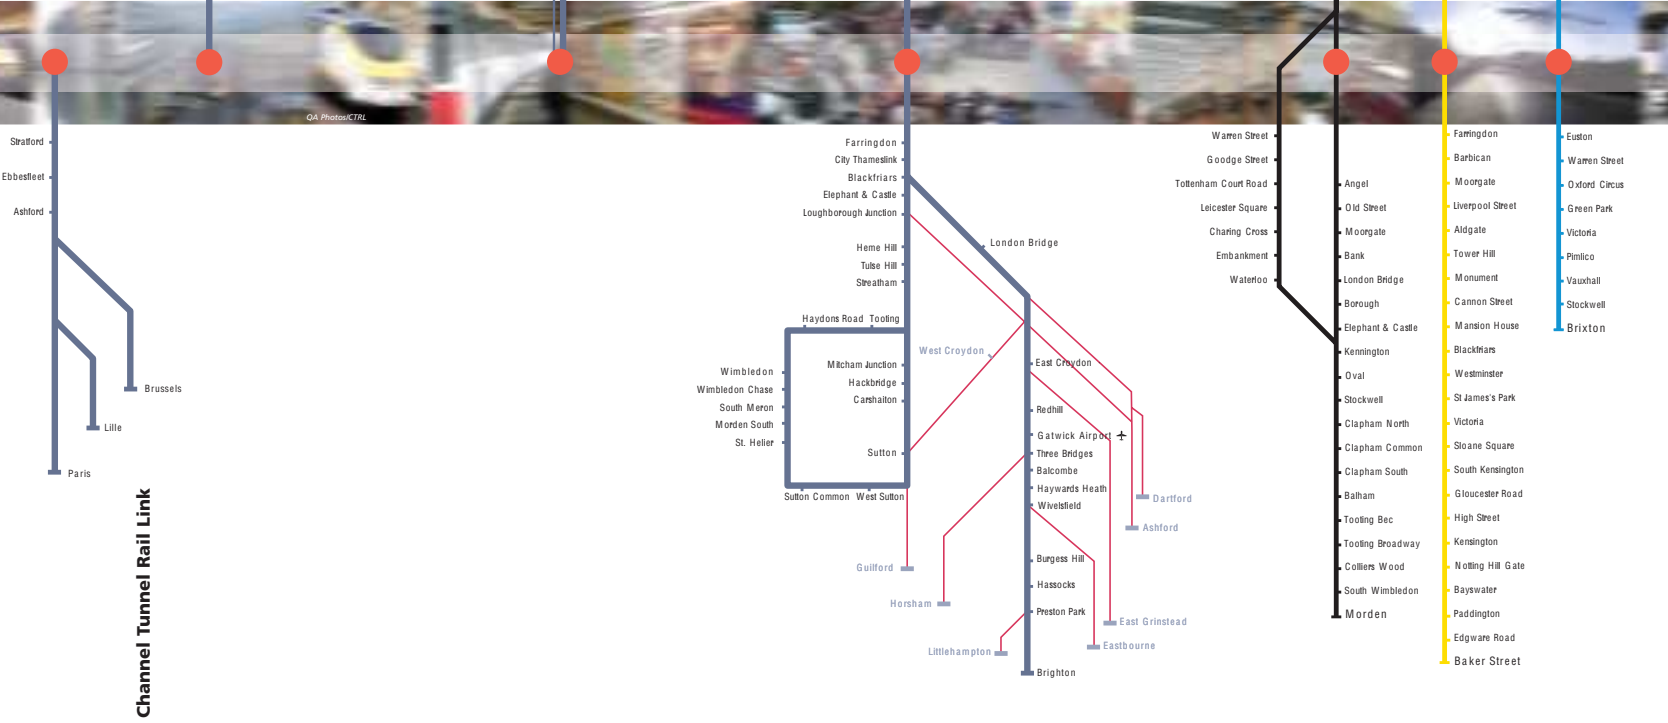 QA Photos/CTRL
Stratford
Ebbesfleet
Ashford
Brussels
Lille
Paris
Channel Tunnel Rail Link
Farringdon
City Thameslink
Blackfriars
Elephant & Castle
Loughborough Junction
London Bridge
Herne Hill
Tulse Hill
Streatham
Haydons Road Tooting
West Croydon
Mitcham Junction
Hackbridge
Carshalton
Wimbledon
Wimbledon Chase
South Meron
Morden South
St. Helier
Sutton
Sutton Common West Sutton
Guilford
Horsham
Littlehampton
East Croydon
Redhill
Gatwick Airport
Three Bridges
Balcombe
Haywards Heath
Wivelsfield
Burgess Hill
Hassocks
Preston Park
Brighton
Dartford
Ashford
East Grinstead
Eastbourne
Warren Street
Goodge Street
Tottenham Court Road
Leicester Square
Charing Cross
Embankment
Waterloo
Angel
Old Street
Moorgate
Bank
London Bridge
Borough
Elephant & Castle
Kennington
Oval
Stockwell
Clapham North
Clapham Common
Clapham South
Balham
Tooting Bec
Tooting Broadway
Colliers Wood
South Wimbledon
Morden
Farringdon
Barbican
Moorgate
Liverpool Street
Aldgate
Tower Hill
Monument
Cannon Street
Mansion House
Blackfriars
Westminster
St James's Park
Victoria
Sloane Square
South Kensington
Gloucester Road
High Street
Kensington
Notting Hill Gate
Bayswater
Paddington
Edgware Road
Baker Street
Euston
Warren Street
Oxford Circus
Green Park
Victoria
Pimlico
Vauxhall
Stockwell
Brixton